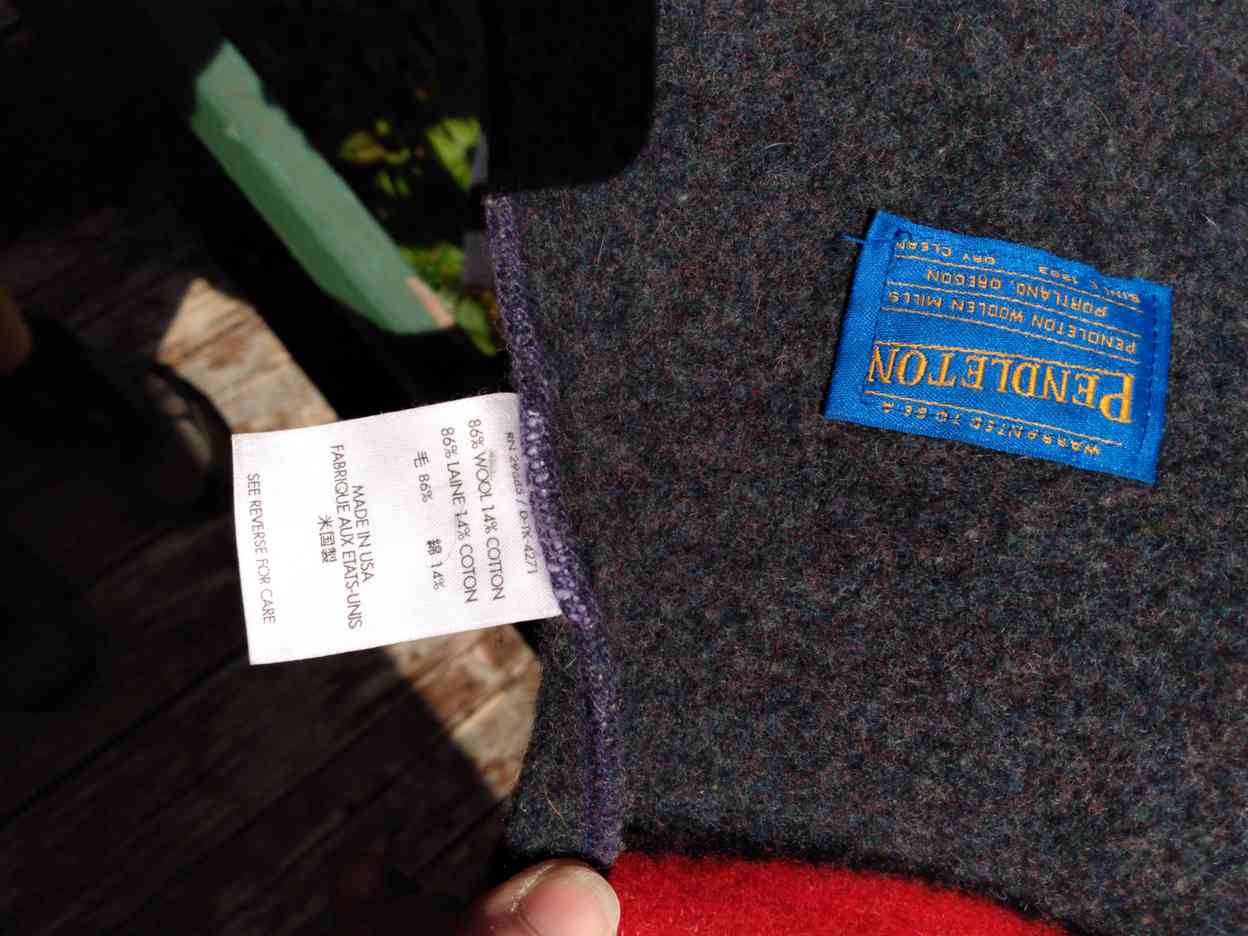 RN / D-TK 4271
86% WOOL 14% COTTON
86% LAINE 14% COTON
毛 86% 綿 14%
MADE IN USA
FABRIQUE AUX ETATS-UNIS
米国製
SEE REVERSE FOR CARE
WARRANTED TO BE A
PENDLETON
PENDLETON WOOLEN MILLS
PORTLAND, OREGON
DRY CLEAN